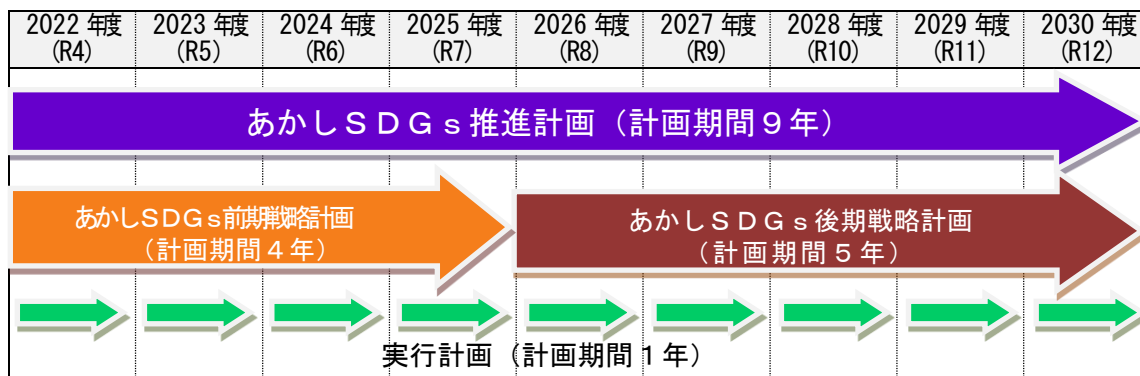 2022 年度 2023 年度 2024 年度 2025 年度 2026 年度 2027 年度 2028 年度 2029 年度 2030 年度
(R4) (R5) (R6) (R7) (R8) (R9) (R10) (R11) (R12)
あかしＳＤＧｓ推進計画（計画期間９年）
あかしSDGs前期戦略計画
（計画期間４年）
あかしＳＤＧｓ後期戦略計画
（計画期間５年）
実行計画（計画期間１年）